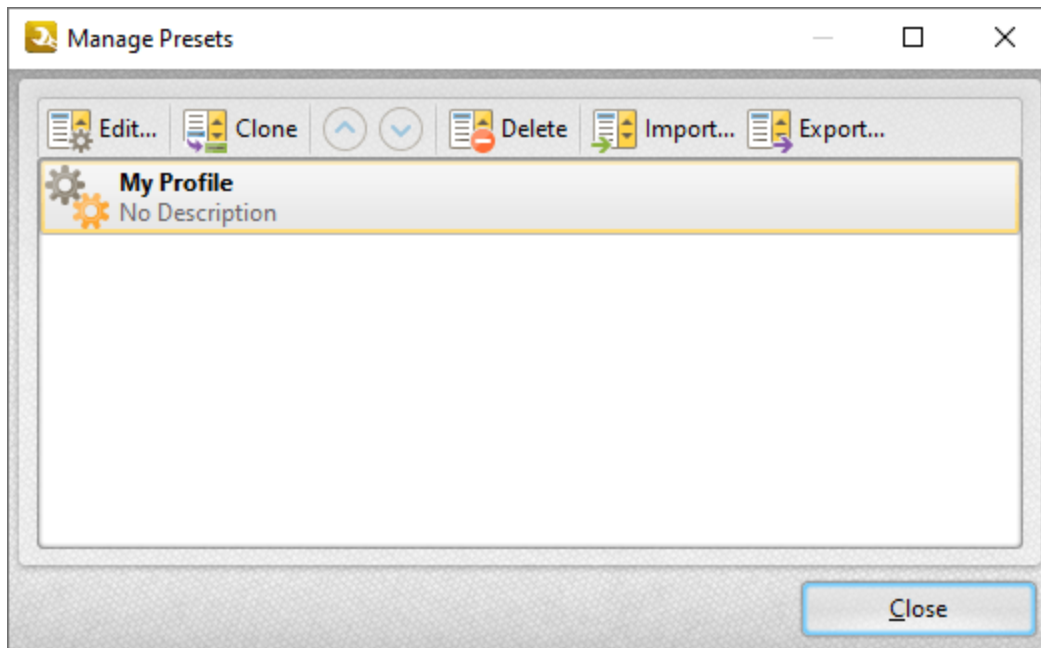 Manage Presets
Edit... Clone Delete Import... Export...
My Profile
No Description
Close